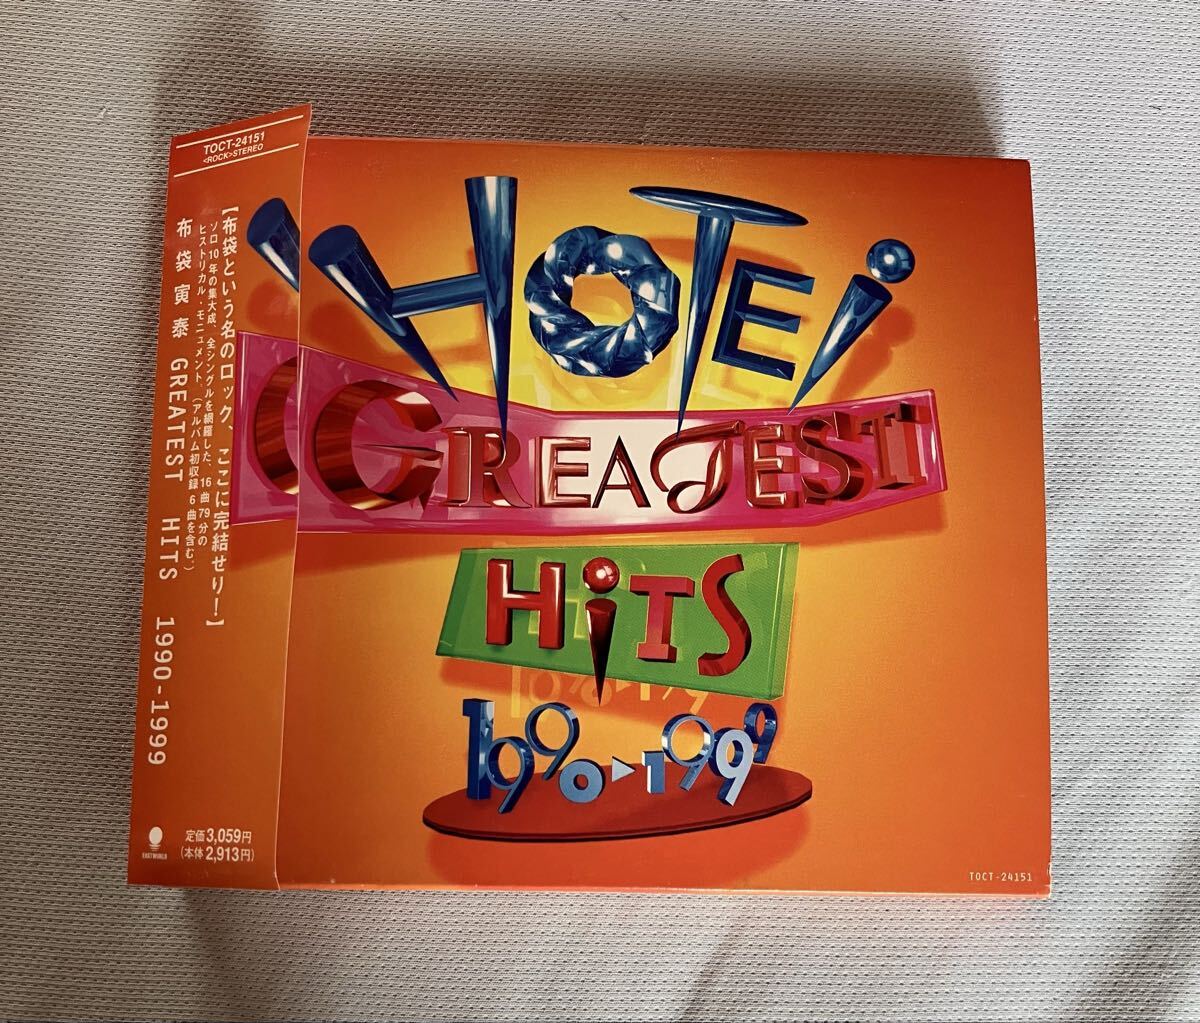 TOCT-24151
<ROCK>STEREO
【布袋という名のロック、ここに完結せり！】
ソロ10年の集大成、全シングルを網羅した、16曲79分の
ヒストリカル・モニュメント。（アルバム初収録6曲を含む。）
布袋寅泰 GREATEST HITS 1990-1999
EASTWORLD
定価3,059円
(本体2,913円)
HOTEi
GREATEST
HiTS
1990▶1999
TOCT-24151